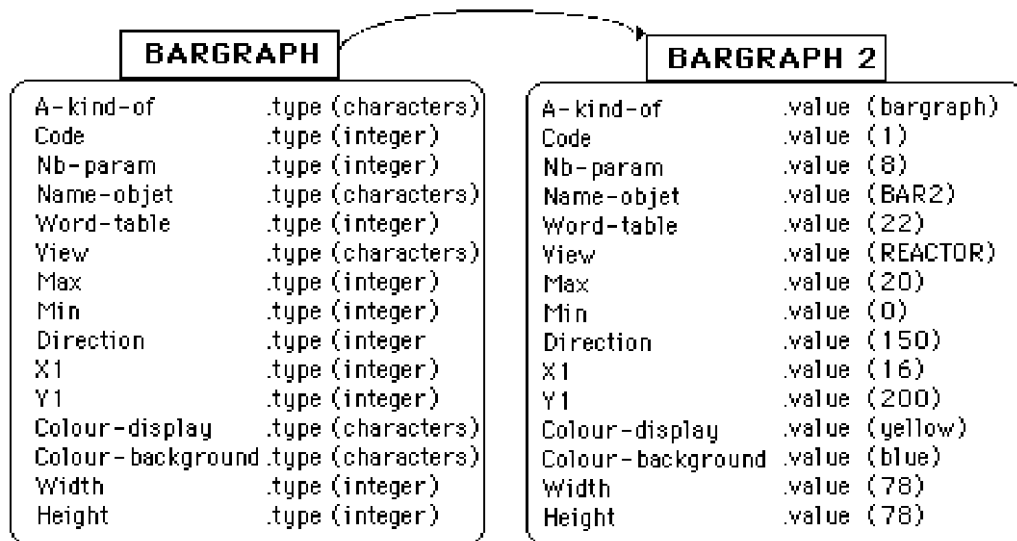 BARGRAPH
A-kind-of .type (characters)
Code .type (integer)
Nb-param .type (integer)
Name-objet .type (characters)
Word-table .type (integer)
View .type (characters)
Max .type (integer)
Min .type (integer)
Direction .type (integer
X1 .type (integer)
Y1 .type (integer)
Colour-display .type (characters)
Colour-background .type (characters)
Width .type (integer)
Height .type (integer)
BARGRAPH 2
A-kind-of .value (bargraph)
Code .value (1)
Nb-param .value (8)
Name-objet .value (BAR2)
Word-table .value (22)
View .value (REACTOR)
Max .value (20)
Min .value (0)
Direction .value (150)
X1 .value (16)
Y1 .value (200)
Colour-display .value (yellow)
Colour-background .value (blue)
Width .value (78)
Height .value (78)